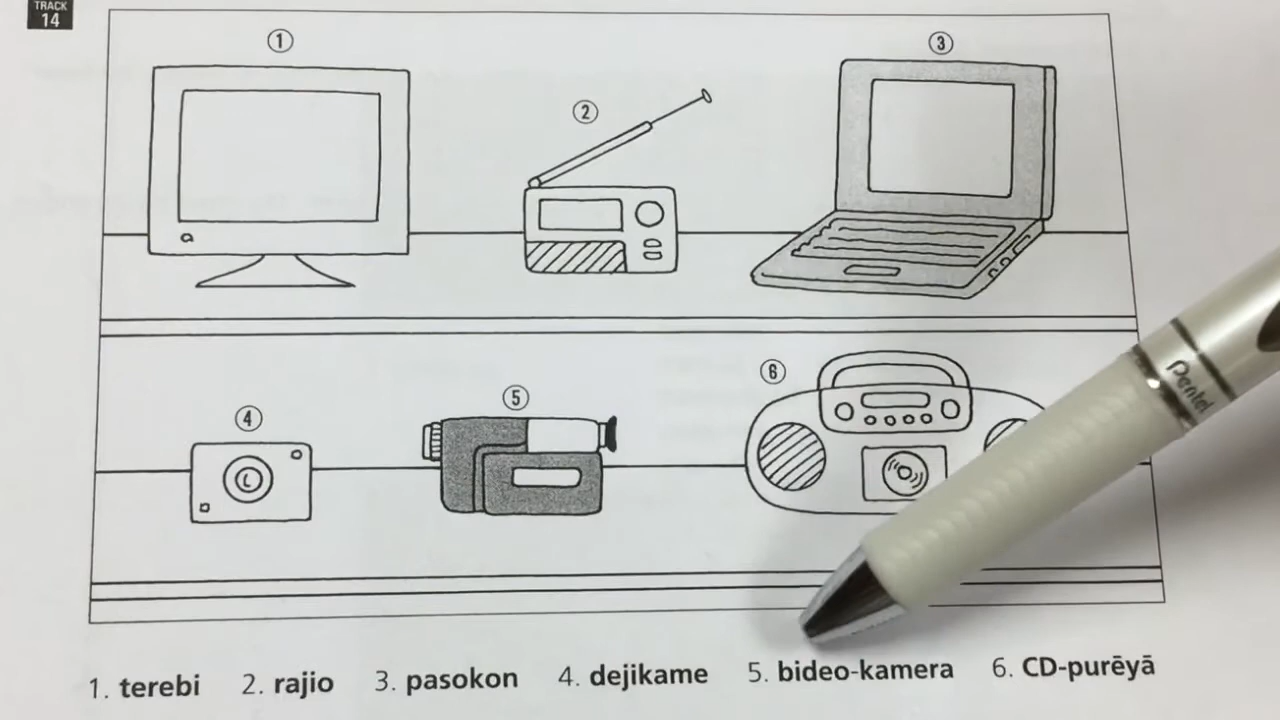 TRACK
14
①
②
③
④
⑤
⑥
Pentel
1. terebi 2. rajio 3. pasokon 4. dejikame 5. bideo-kamera 6. CD-purēyā